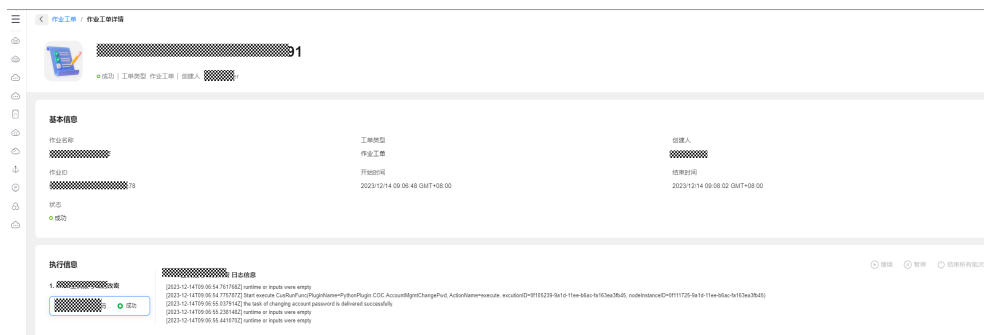 作业工单 / 作业工单详情
91
成功 | 工单类型 作业工单 | 创建人
基本信息
作业名称 工单类型 创建人
作业工单
作业ID 开始时间 结束时间
78 2023/12/14 09:06:48 GMT+08:00 2023/12/14 09:08:02 GMT+08:00
状态
成功
执行信息 继续 暂停 结束所有批次
日志信息
1. 改密
[2023-12-14T09:06:54.761768Z] runtime or inputs were empty
成功
[2023-12-14T09:06:54.775787Z] Start execute CusRunFunc(PluginName=PythonPlugin.COC.AccountMgmtChangePwd, ActionName=execute, excutionID=0f105239-9a1d-11ee-b6ac-fa163ea3fb45, nodeInstanceID=0f111725-9a1d-11ee-b6ac-fa163ea3fb45)
[2023-12-14T09:06:55.037914Z] the task of changing account password is delivered successfully
[2023-12-14T09:06:55.238148Z] runtime or inputs were empty
[2023-12-14T09:06:55.441070Z] runtime or inputs were empty